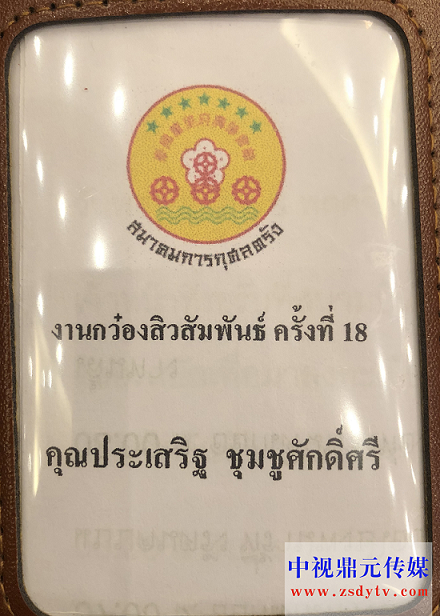 สมาคมการกุศลตรัง
งานกว๋องสิวสัมพันธ์ ครั้งที่ 18
คุณประเสริฐ ชุมชูศักดิ์ศรี
中视鼎元传媒
www.zsdytv.com